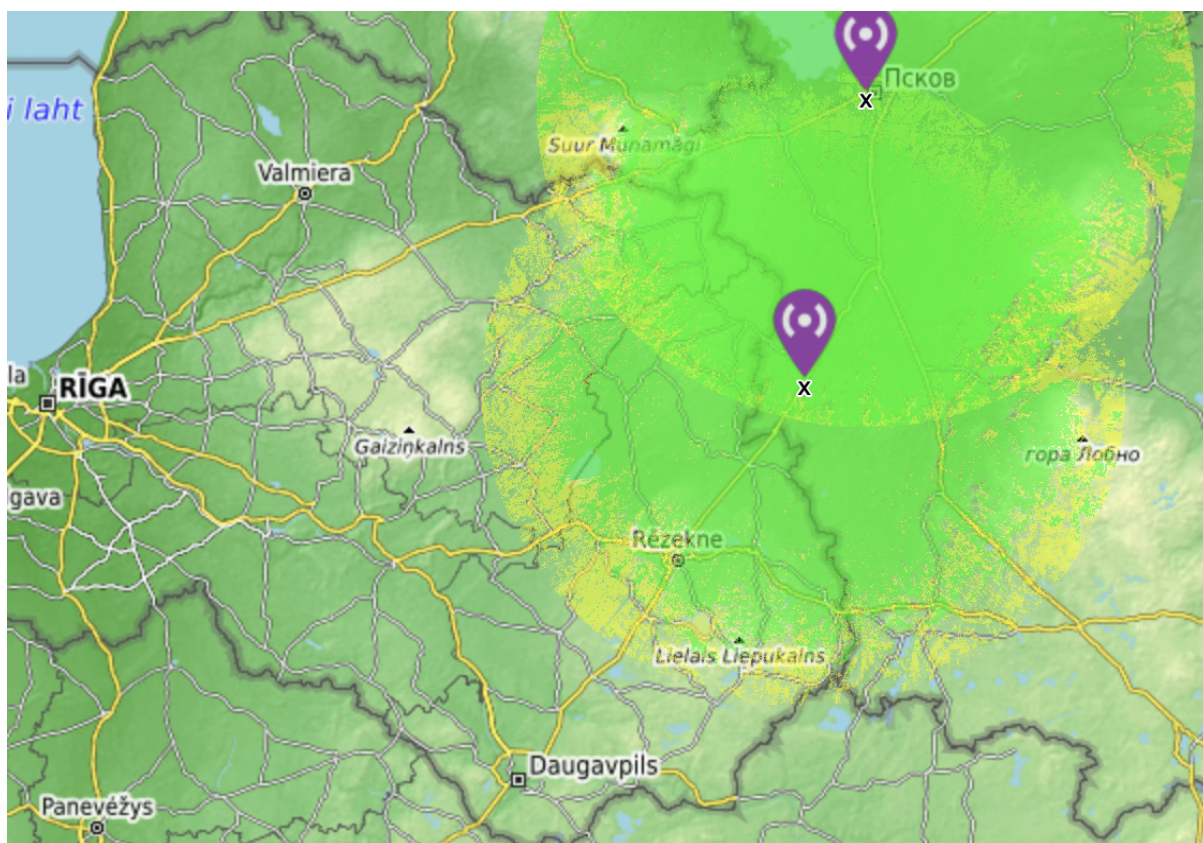 Псков
x
i laht
Suur Munamägi
Valmiera
x
la
RĪGA
Gaiziņkalns
гора Лобно
gava
Rēzekne
Lielais Liepukalns
Daugavpils
Panevėžys